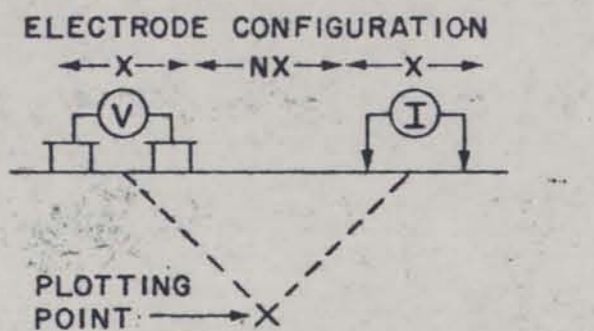 ELECTRODE CONFIGURATION
X NX X
V I
PLOTTING
POINT X